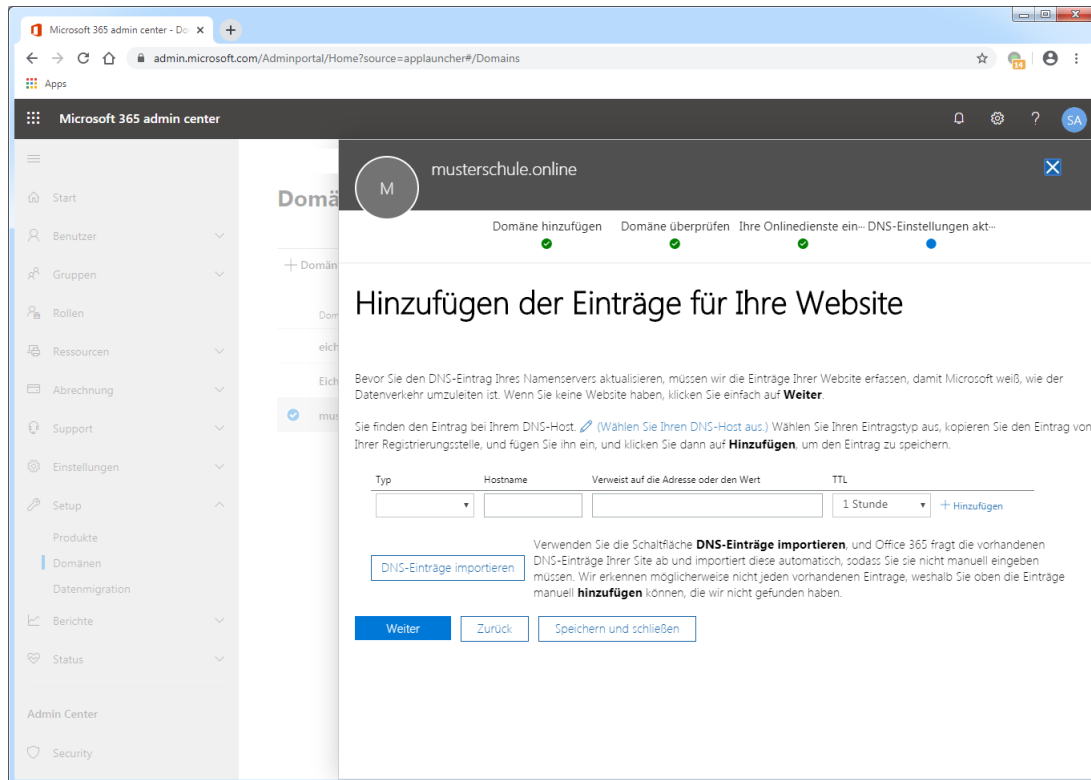 Microsoft 365 admin center - Do
admin.microsoft.com/Adminportal/Home?source=applauncher#/Domains
14
Apps
Microsoft 365 admin center
?
SA
Start
Benutzer
Gruppen
Rollen
Ressourcen
Abrechnung
Support
Einstellungen
Setup
Produkte
Domänen
Datenmigration
Berichte
Status
Admin Center
Security
Domä
+ Domän
Dom
eich
Eich
mus
M
musterschule.online
Domäne hinzufügen
Domäne überprüfen
Ihre Onlinedienste ein···
DNS-Einstellungen akt···
Hinzufügen der Einträge für Ihre Website
Bevor Sie den DNS-Eintrag Ihres Namenservers aktualisieren, müssen wir die Einträge Ihrer Website erfassen, damit Microsoft weiß, wie der
Datenverkehr umzuleiten ist. Wenn Sie keine Website haben, klicken Sie einfach auf Weiter.
Sie finden den Eintrag bei Ihrem DNS-Host. (Wählen Sie Ihren DNS-Host aus.) Wählen Sie Ihren Eintragstyp aus, kopieren Sie den Eintrag von
Ihrer Registrierungsstelle, und fügen Sie ihn ein, und klicken Sie dann auf Hinzufügen, um den Eintrag zu speichern.
Typ
Hostname
Verweist auf die Adresse oder den Wert
TTL
1 Stunde
+ Hinzufügen
DNS-Einträge importieren
Verwenden Sie die Schaltfläche DNS-Einträge importieren, und Office 365 fragt die vorhandenen
DNS-Einträge Ihrer Site ab und importiert diese automatisch, sodass Sie sie nicht manuell eingeben
müssen. Wir erkennen möglicherweise nicht jeden vorhandenen Eintrage, weshalb Sie oben die Einträge
manuell hinzufügen können, die wir nicht gefunden haben.
Weiter
Zurück
Speichern und schließen